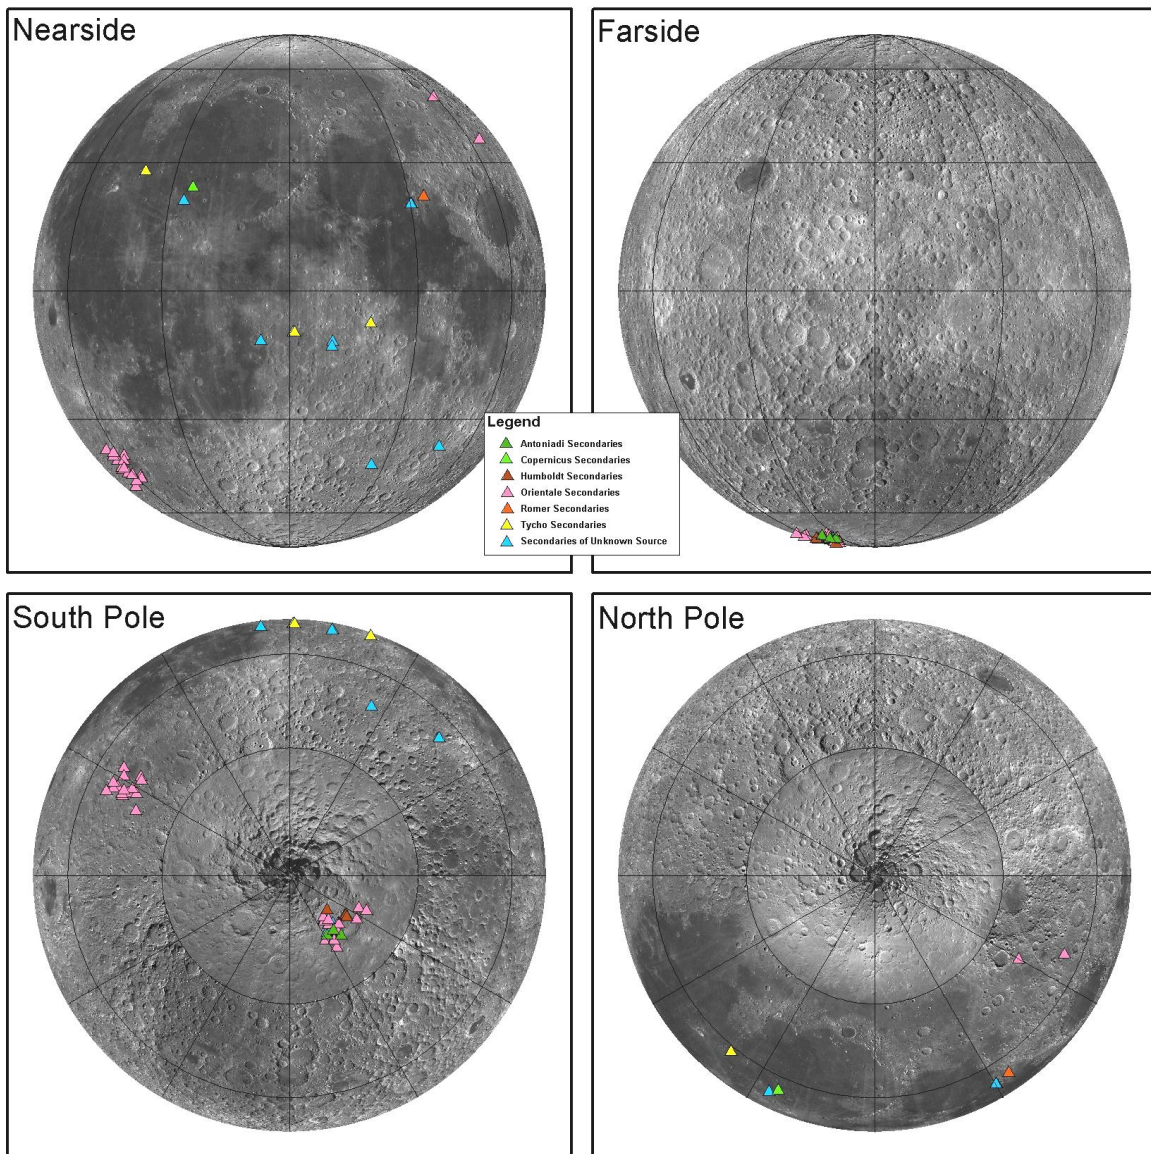 Nearside
Farside
Legend
Antoniadi Secondaries
Copernicus Secondaries
Humboldt Secondaries
Orientale Secondaries
Romer Secondaries
Tycho Secondaries
Secondaries of Unknown Source
South Pole
North Pole